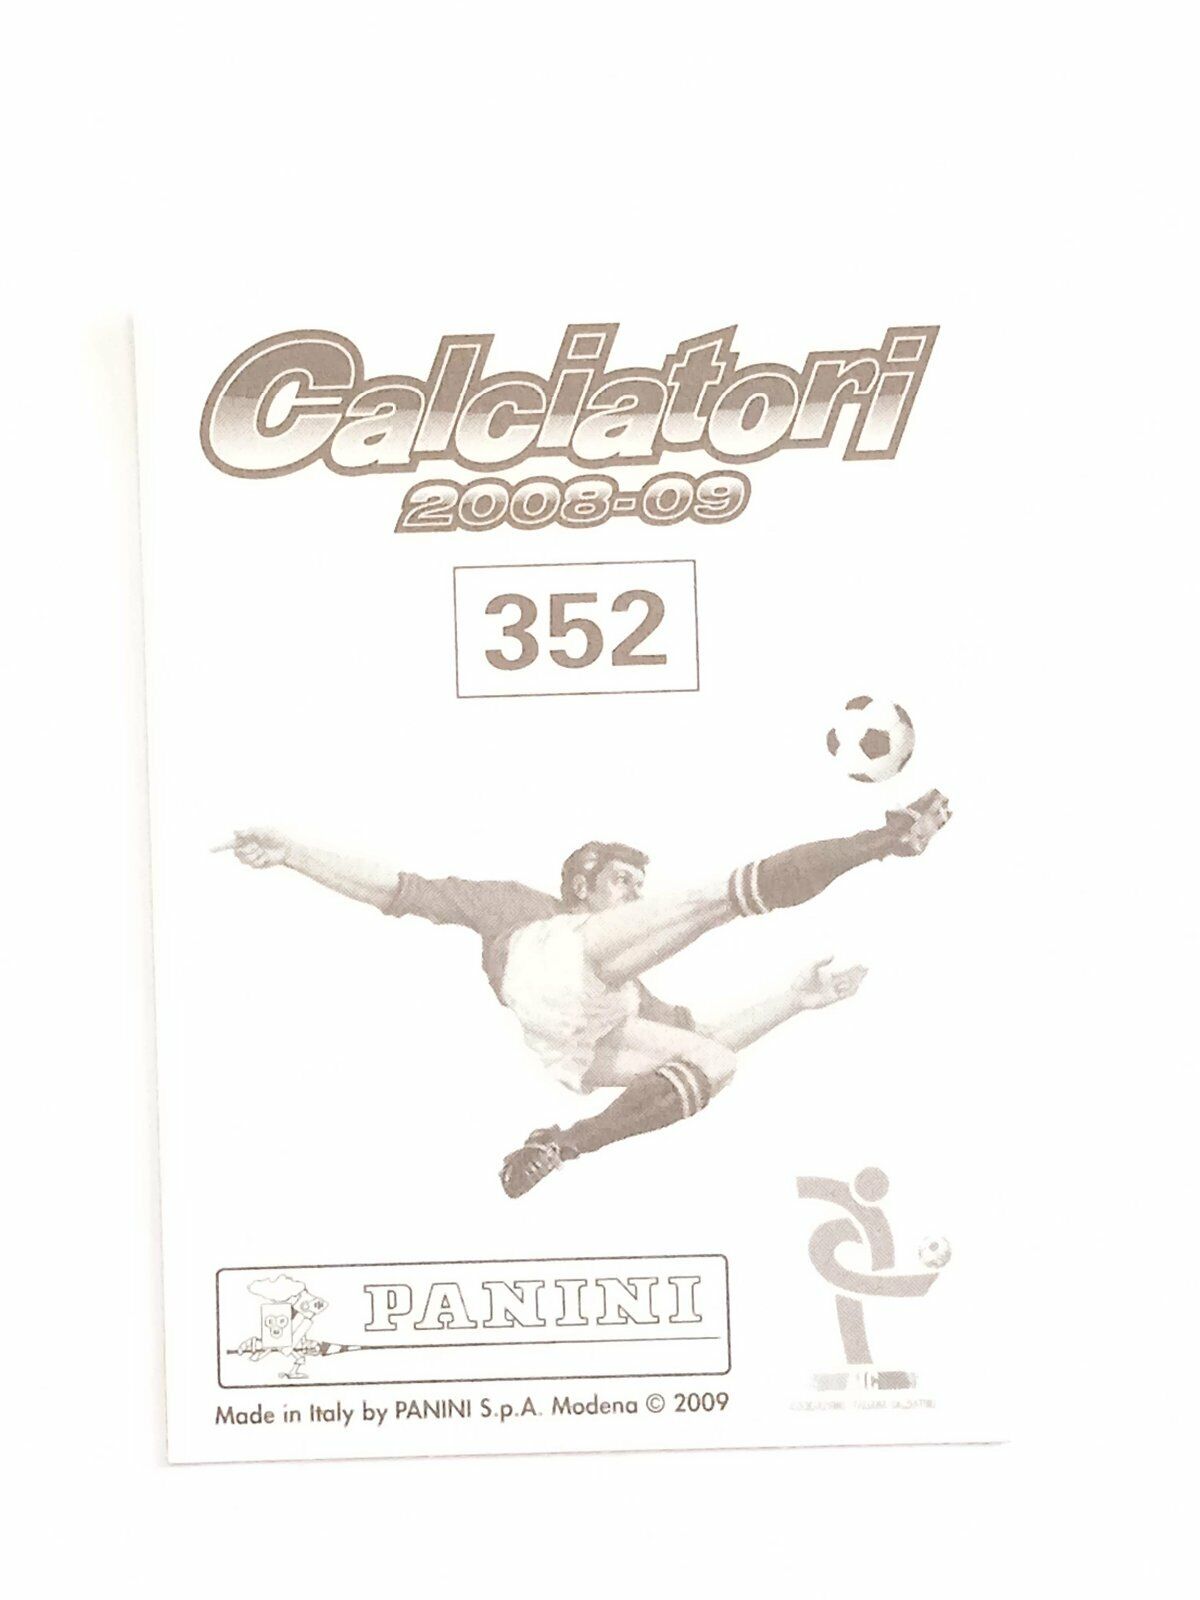 Calciatori
2008-09
352
PANINI
Made in Italy by PANINI S.p.A. Modena © 2009